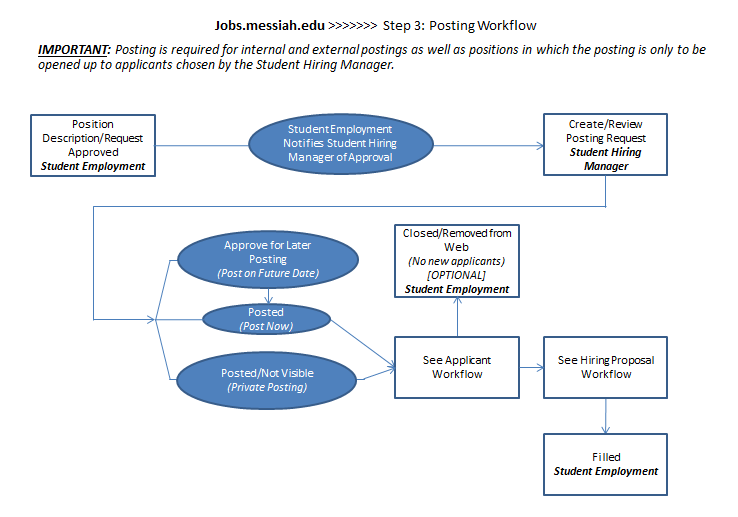 Jobs.messiah.edu >>>>>>> Step 3: Posting Workflow
IMPORTANT: Posting is required for internal and external postings as well as positions in which the posting is only to be
opened up to applicants chosen by the Student Hiring Manager.
Position
Description/Request
Approved
Student Employment
Student Employment
Notifies Student Hiring
Manager of Approval
Create/Review
Posting Request
Student Hiring
Manager
Approve for Later
Posting
(Post on Future Date)
Posted
(Post Now)
Posted/Not Visible
(Private Posting)
Closed/Removed from
Web
(No new applicants)
[OPTIONAL]
Student Employment
See Applicant
Workflow
See Hiring Proposal
Workflow
Filled
Student Employment